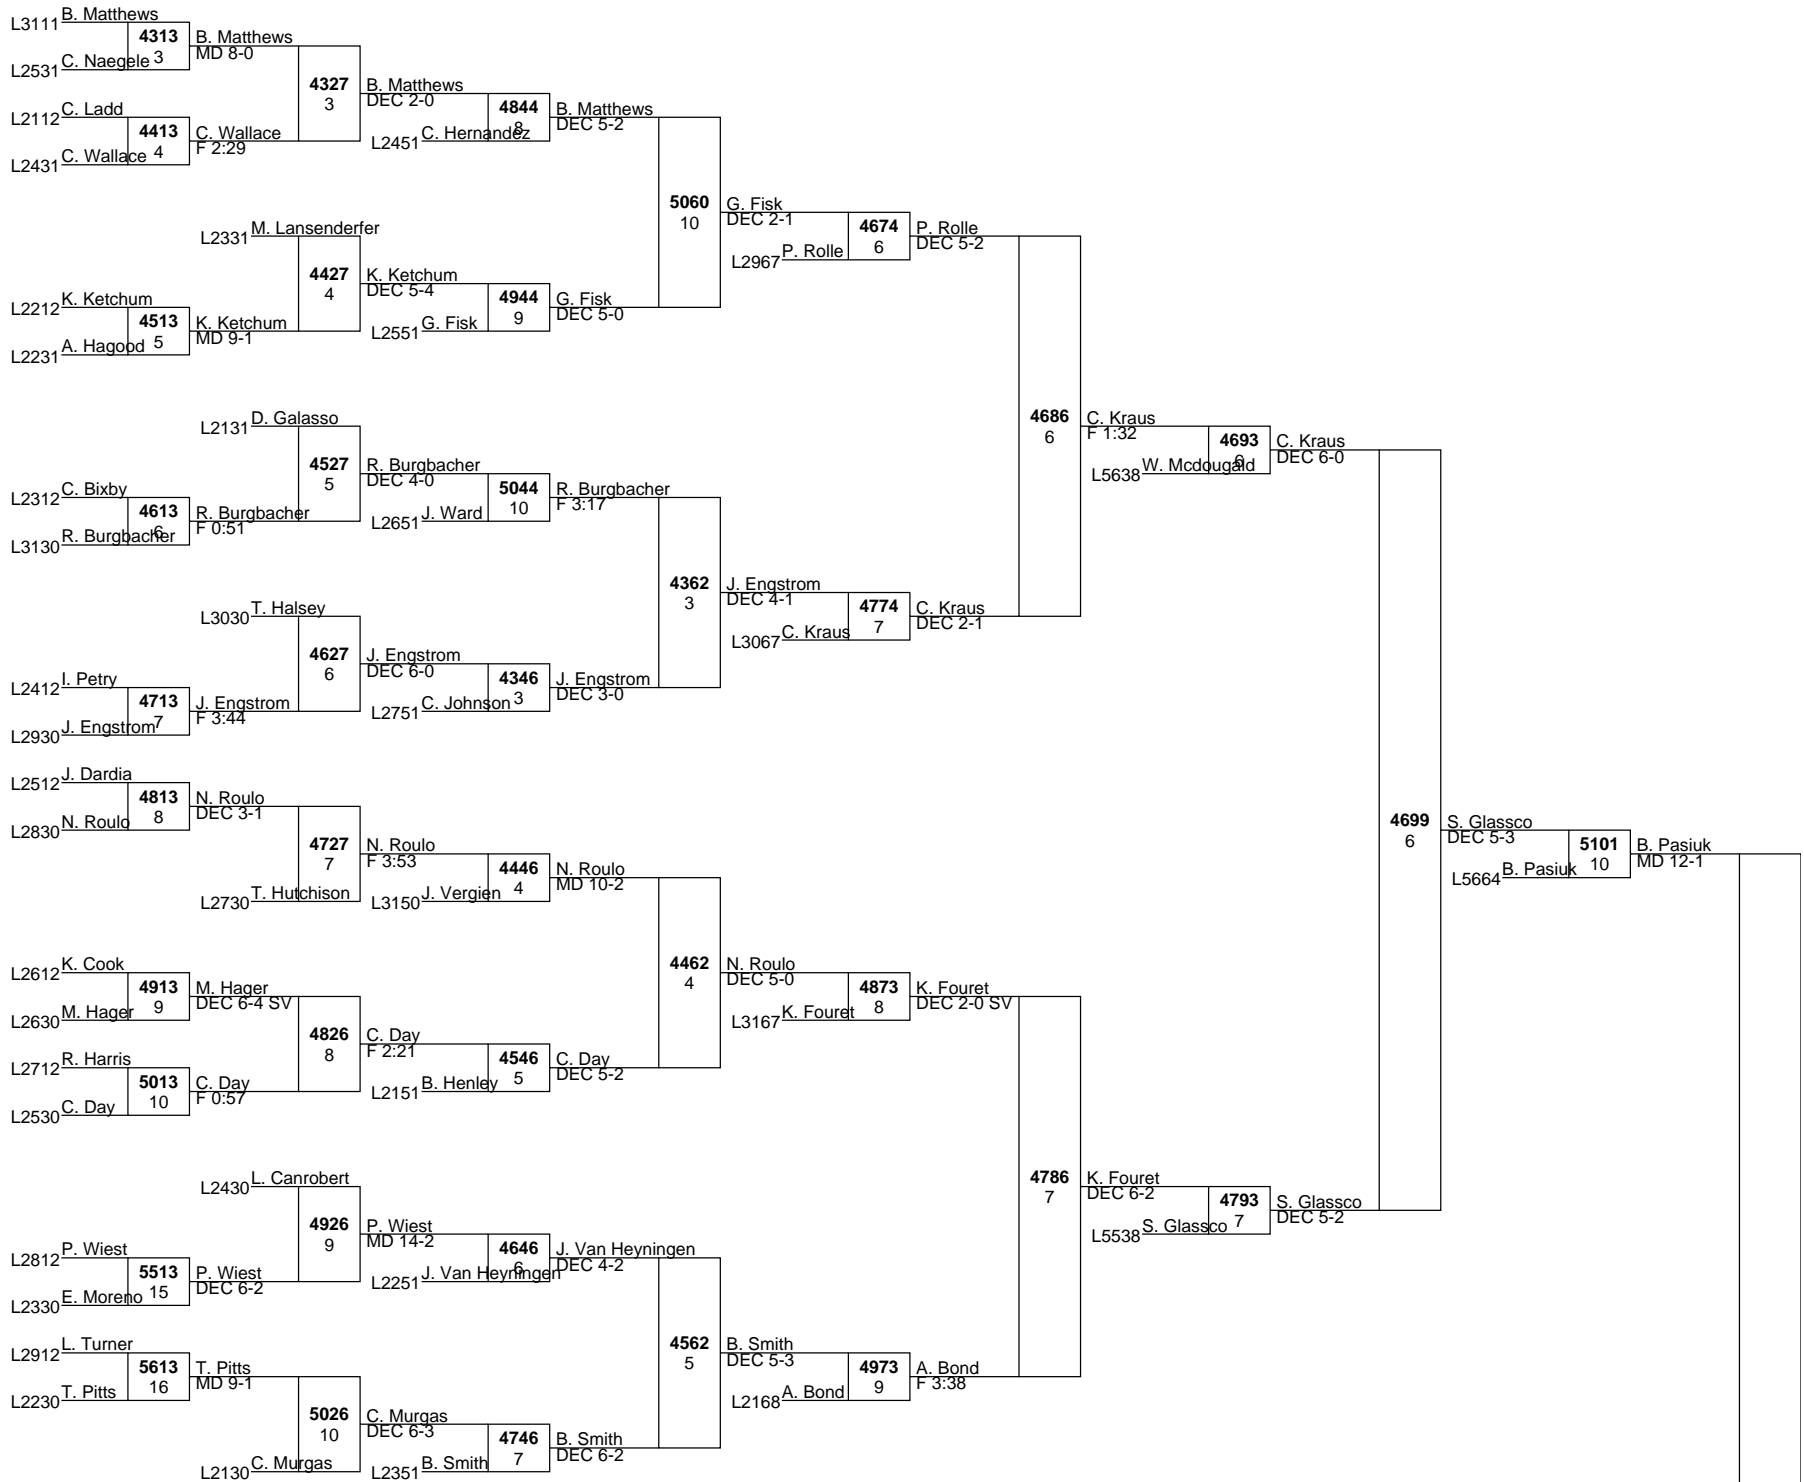 L3111 B. Matthews
4313
3
B. Matthews
MD 8-0
L2531 C. Naegele
4327
3
B. Matthews
DEC 2-0
L2112 C. Ladd
4413
4
C. Wallace
F 2:29
L2431 C. Wallace
4844
8
B. Matthews
DEC 5-2
L2451 C. Hernandez
5060
10
G. Fisk
DEC 2-1
L2331 M. Lansenderfer
4427
4
K. Ketchum
DEC 5-4
L2212 K. Ketchum
4513
5
K. Ketchum
MD 9-1
L2231 A. Hagood
4944
9
G. Fisk
DEC 5-0
L2551 G. Fisk
4674
6
P. Rolle
DEC 5-2
L2967 P. Rolle
4686
6
C. Kraus
F 1:32
L2131 D. Galasso
4527
5
R. Burgbacher
DEC 4-0
L2312 C. Bixby
4613
6
R. Burgbacher
F 0:51
L3130 R. Burgbacher
5044
10
R. Burgbacher
F 3:17
L2651 J. Ward
4362
3
J. Engstrom
DEC 4-1
L3030 T. Halsey
4627
6
J. Engstrom
DEC 6-0
L2412 I. Petry
4713
7
J. Engstrom
F 3:44
L2930 J. Engstrom
4346
3
J. Engstrom
DEC 3-0
L2751 C. Johnson
4774
7
C. Kraus
DEC 2-1
L3067 C. Kraus
4693
6
C. Kraus
DEC 6-0
L5638 W. Mcdougald
4699
6
S. Glassco
DEC 5-3
5101
10
B. Pasiuk
MD 12-1
L5664 B. Pasiuk
L2512 J. Dardia
4813
8
N. Roulo
DEC 3-1
L2830 N. Roulo
4727
7
N. Roulo
F 3:53
L2730 T. Hutchison
4446
4
N. Roulo
MD 10-2
L3150 J. Vergien
4462
4
N. Roulo
DEC 5-0
L2612 K. Cook
4913
9
M. Hager
DEC 6-4 SV
L2630 M. Hager
4826
8
C. Day
F 2:21
L2712 R. Harris
5013
10
C. Day
F 0:57
L2530 C. Day
4546
5
C. Day
DEC 5-2
L2151 B. Henley
4873
8
K. Fouret
DEC 2-0 SV
L3167 K. Fouret
4786
7
K. Fouret
DEC 6-2
4793
7
S. Glassco
DEC 5-2
L5538 S. Glassco
L2430 L. Canrobert
4926
9
P. Wiest
MD 14-2
L2812 P. Wiest
5513
15
P. Wiest
DEC 6-2
L2330 E. Moreno
4646
6
J. Van Heyningen
DEC 4-2
L2251 J. Van Heyningen
4562
5
B. Smith
DEC 5-3
4973
9
A. Bond
F 3:38
L2168 A. Bond
L2912 L. Turner
5613
16
T. Pitts
MD 9-1
L2230 T. Pitts
5026
10
C. Murgas
DEC 6-3
L2130 C. Murgas
4746
7
B. Smith
DEC 6-2
L2351 B. Smith